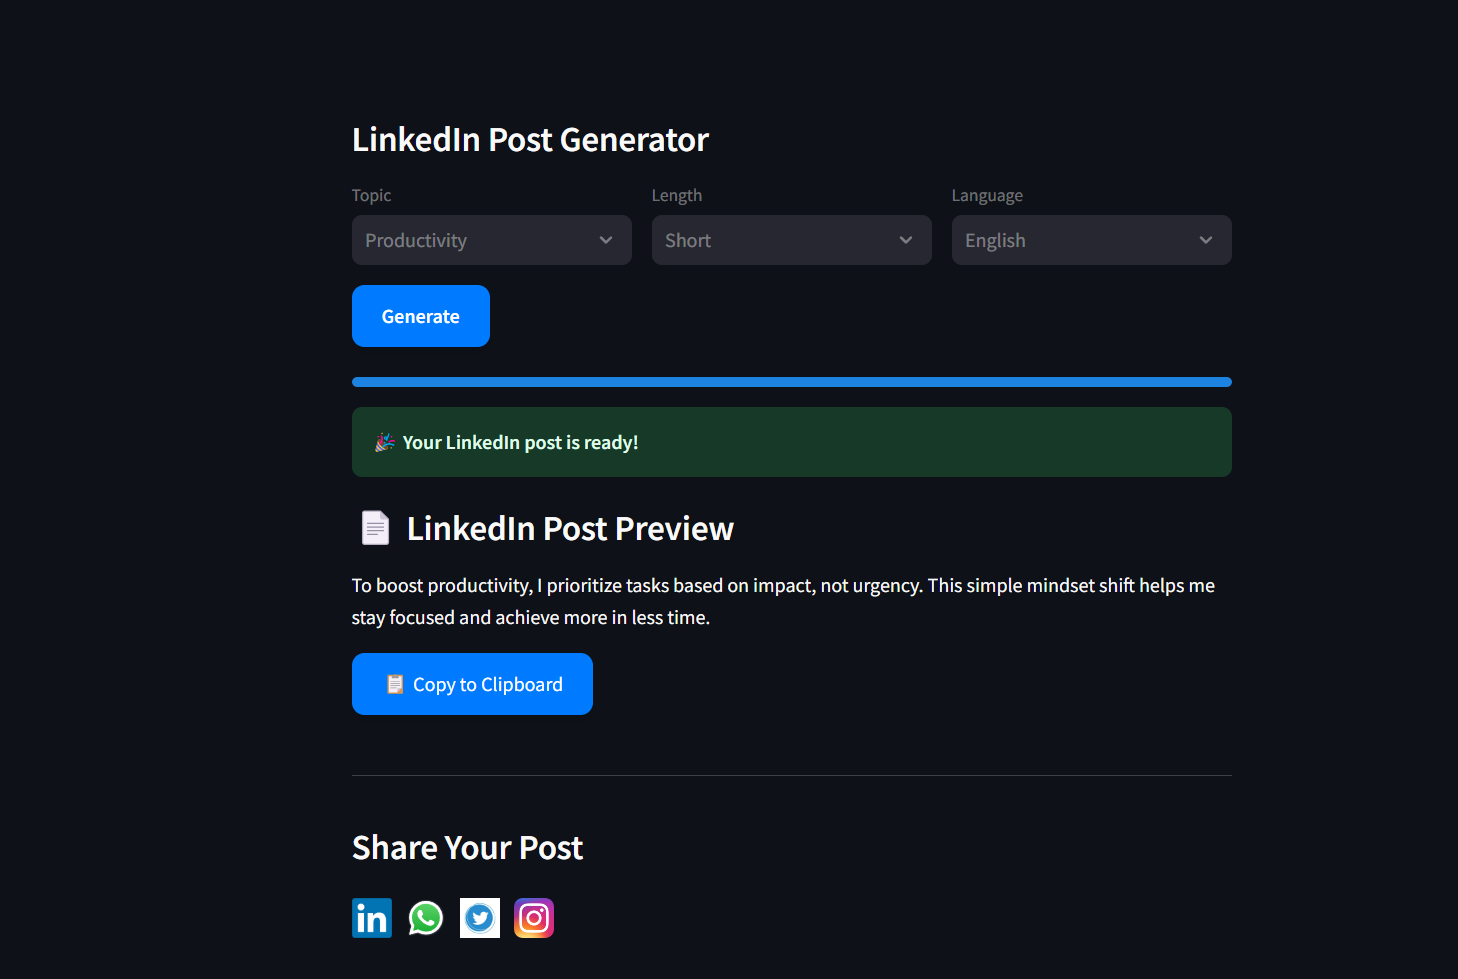 LinkedIn Post Generator
Topic
Length
Language
Productivity
Short
English
Generate
🎉 Your LinkedIn post is ready!
📄 LinkedIn Post Preview
To boost productivity, I prioritize tasks based on impact, not urgency. This simple mindset shift helps me
stay focused and achieve more in less time.
📋 Copy to Clipboard
Share Your Post
in